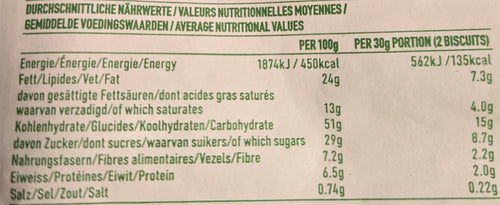 DURCHSCHNITTLICHE NÄHRWERTE / VALEURS NUTRITIONNELLES MOYENNES /
GEMIDDELDE VOEDINGSWAARDEN / AVERAGE NUTRITIONAL VALUES
PER 100g PER 30g PORTION (2 BISCUITS)
Energie/Énergie/Energie/Energy 1874kJ / 450kcal 562kJ /135kcal
Fett/Lipides/Vet/Fat 24g 7.3g
davon gesättigte Fettsäuren/dont acides gras saturés
waarvan verzadigd/of which saturates 13g 4.0g
Kohlenhydrate/Glucides/Koolhydraten/Carbohydrate 51g 15g
davon Zucker/dont sucres/waarvan suikers/of which sugars 29g 8.7g
Nahrungsfasern/Fibres alimentaires/Vezels/Fibre 7.2g 2.2g
Eiweiss/Protéines/Eiwit/Protein 6.5g 2.0g
Salz/Sel/Zout/Salt 0.74g 0.22g